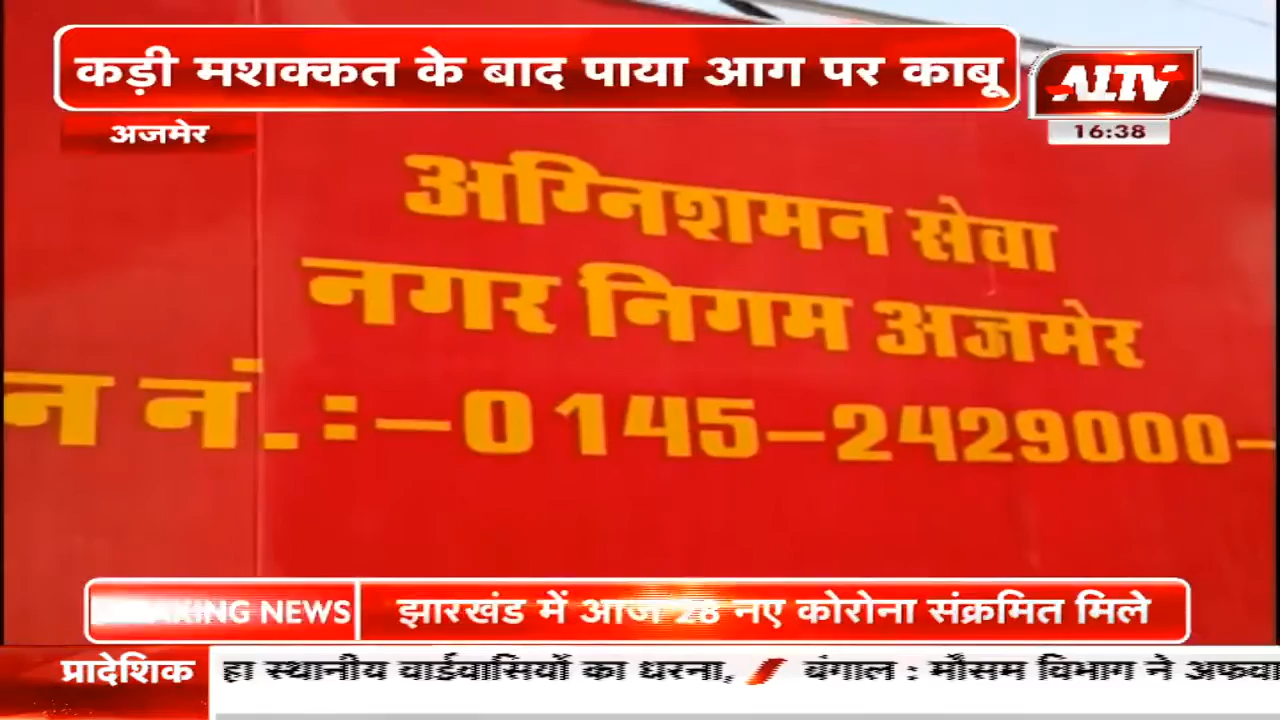 कड़ी मशक्कत के बाद पाया आग पर काबू
ALTV
16:38
अजमेर
अग्निशमन सेवा
नगर निगम अजमेर
न नं. :-0145-2429000-
NEWS
झारखंड में आज 28 नए कोरोना संक्रमित मिले
प्रादेशिक
हा स्थानीय वार्डवासियों का धरना, बंगाल : मौसम विभाग ने